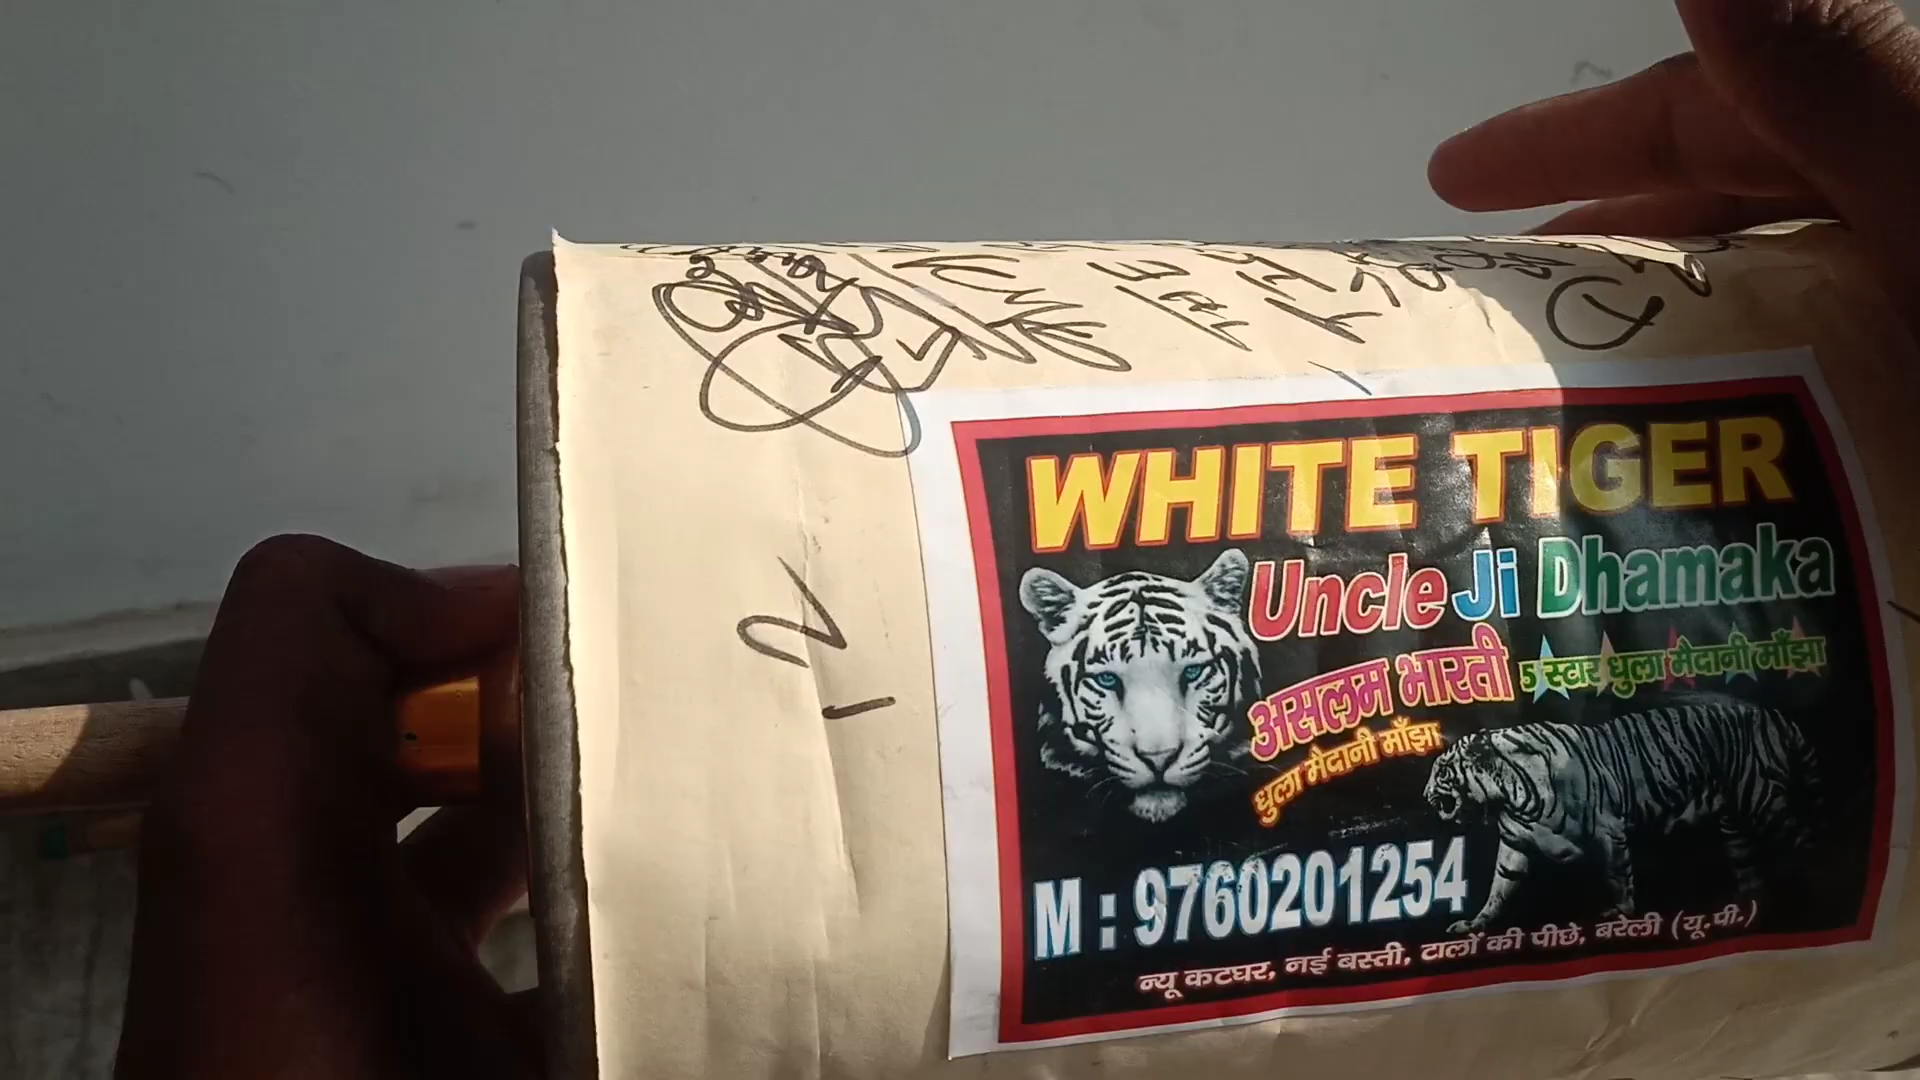 WHITE TIGER
Uncle Ji Dhamaka
असलम भारती 5 स्टार धुला मैदानी माँझा
धुला मैदानी माँझा
M : 9760201254
न्यू कटघर, नई बस्ती, टालों की पीछे, बरेली (यू.पी.)